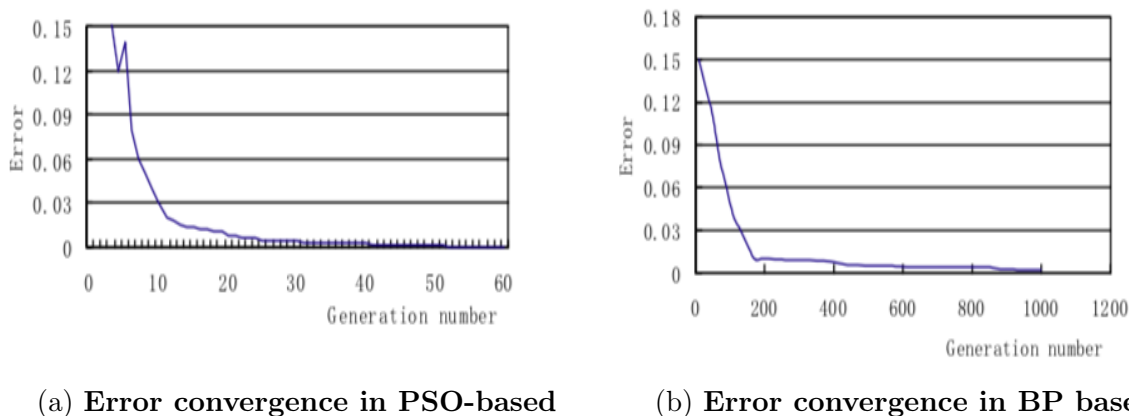 0.15
0.12
0.09
0.06
0.03
0
Error
0 10 20 30 40 50 60
Generation number
(a) Error convergence in PSO-based
0.18
0.15
0.12
0.09
0.06
0.03
0
Error
0 200 400 600 800 1000 1200
Generation number
(b) Error convergence in BP base